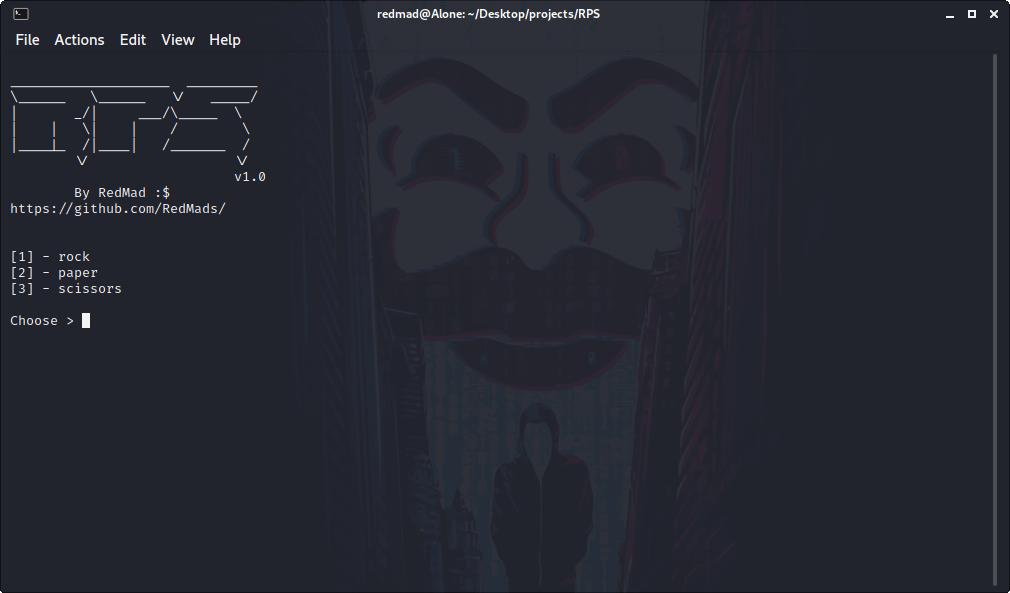 redmad@Alone: ~/Desktop/projects/RPS
File Actions Edit View Help
RPS
v1.0
By RedMad :$
https://github.com/RedMads/
[1] - rock
[2] - paper
[3] - scissors
Choose >